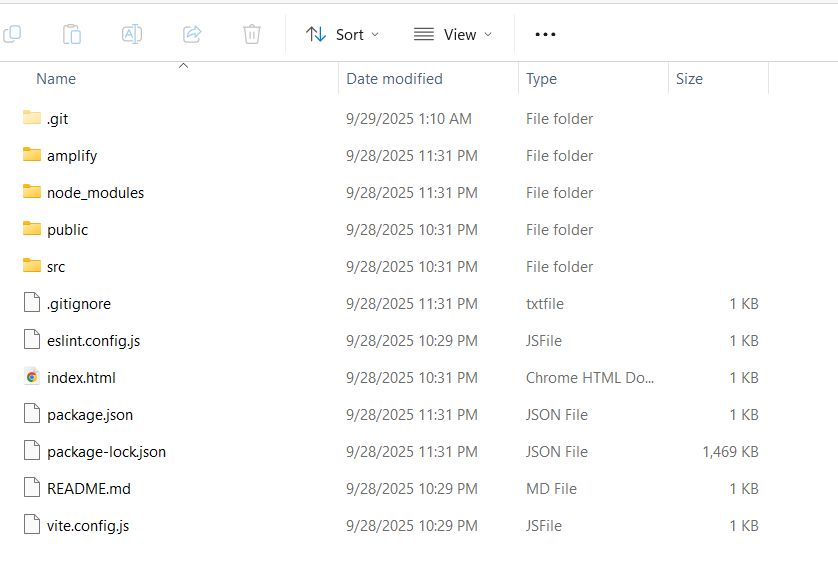 Sort View
Name Date modified Type Size
.git 9/29/2025 1:10 AM File folder
amplify 9/28/2025 11:31 PM File folder
node_modules 9/28/2025 11:31 PM File folder
public 9/28/2025 10:31 PM File folder
src 9/28/2025 10:31 PM File folder
.gitignore 9/28/2025 11:31 PM txtfile 1 KB
eslint.config.js 9/28/2025 10:29 PM JSFile 1 KB
index.html 9/28/2025 10:31 PM Chrome HTML Do... 1 KB
package.json 9/28/2025 11:31 PM JSON File 1 KB
package-lock.json 9/28/2025 11:31 PM JSON File 1,469 KB
README.md 9/28/2025 10:29 PM MD File 1 KB
vite.config.js 9/28/2025 10:29 PM JSFile 1 KB